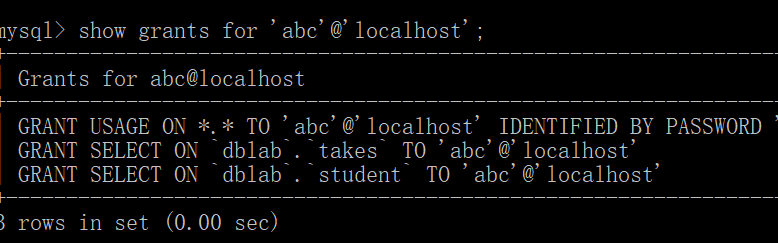 mysql> show grants for 'abc'@'localhost';
Grants for abc@localhost
GRANT USAGE ON *.* TO 'abc'@'localhost' IDENTIFIED BY PASSWORD '
GRANT SELECT ON `dblab`.`takes` TO 'abc'@'localhost'
GRANT SELECT ON `dblab`.`student` TO 'abc'@'localhost'
3 rows in set (0.00 sec)